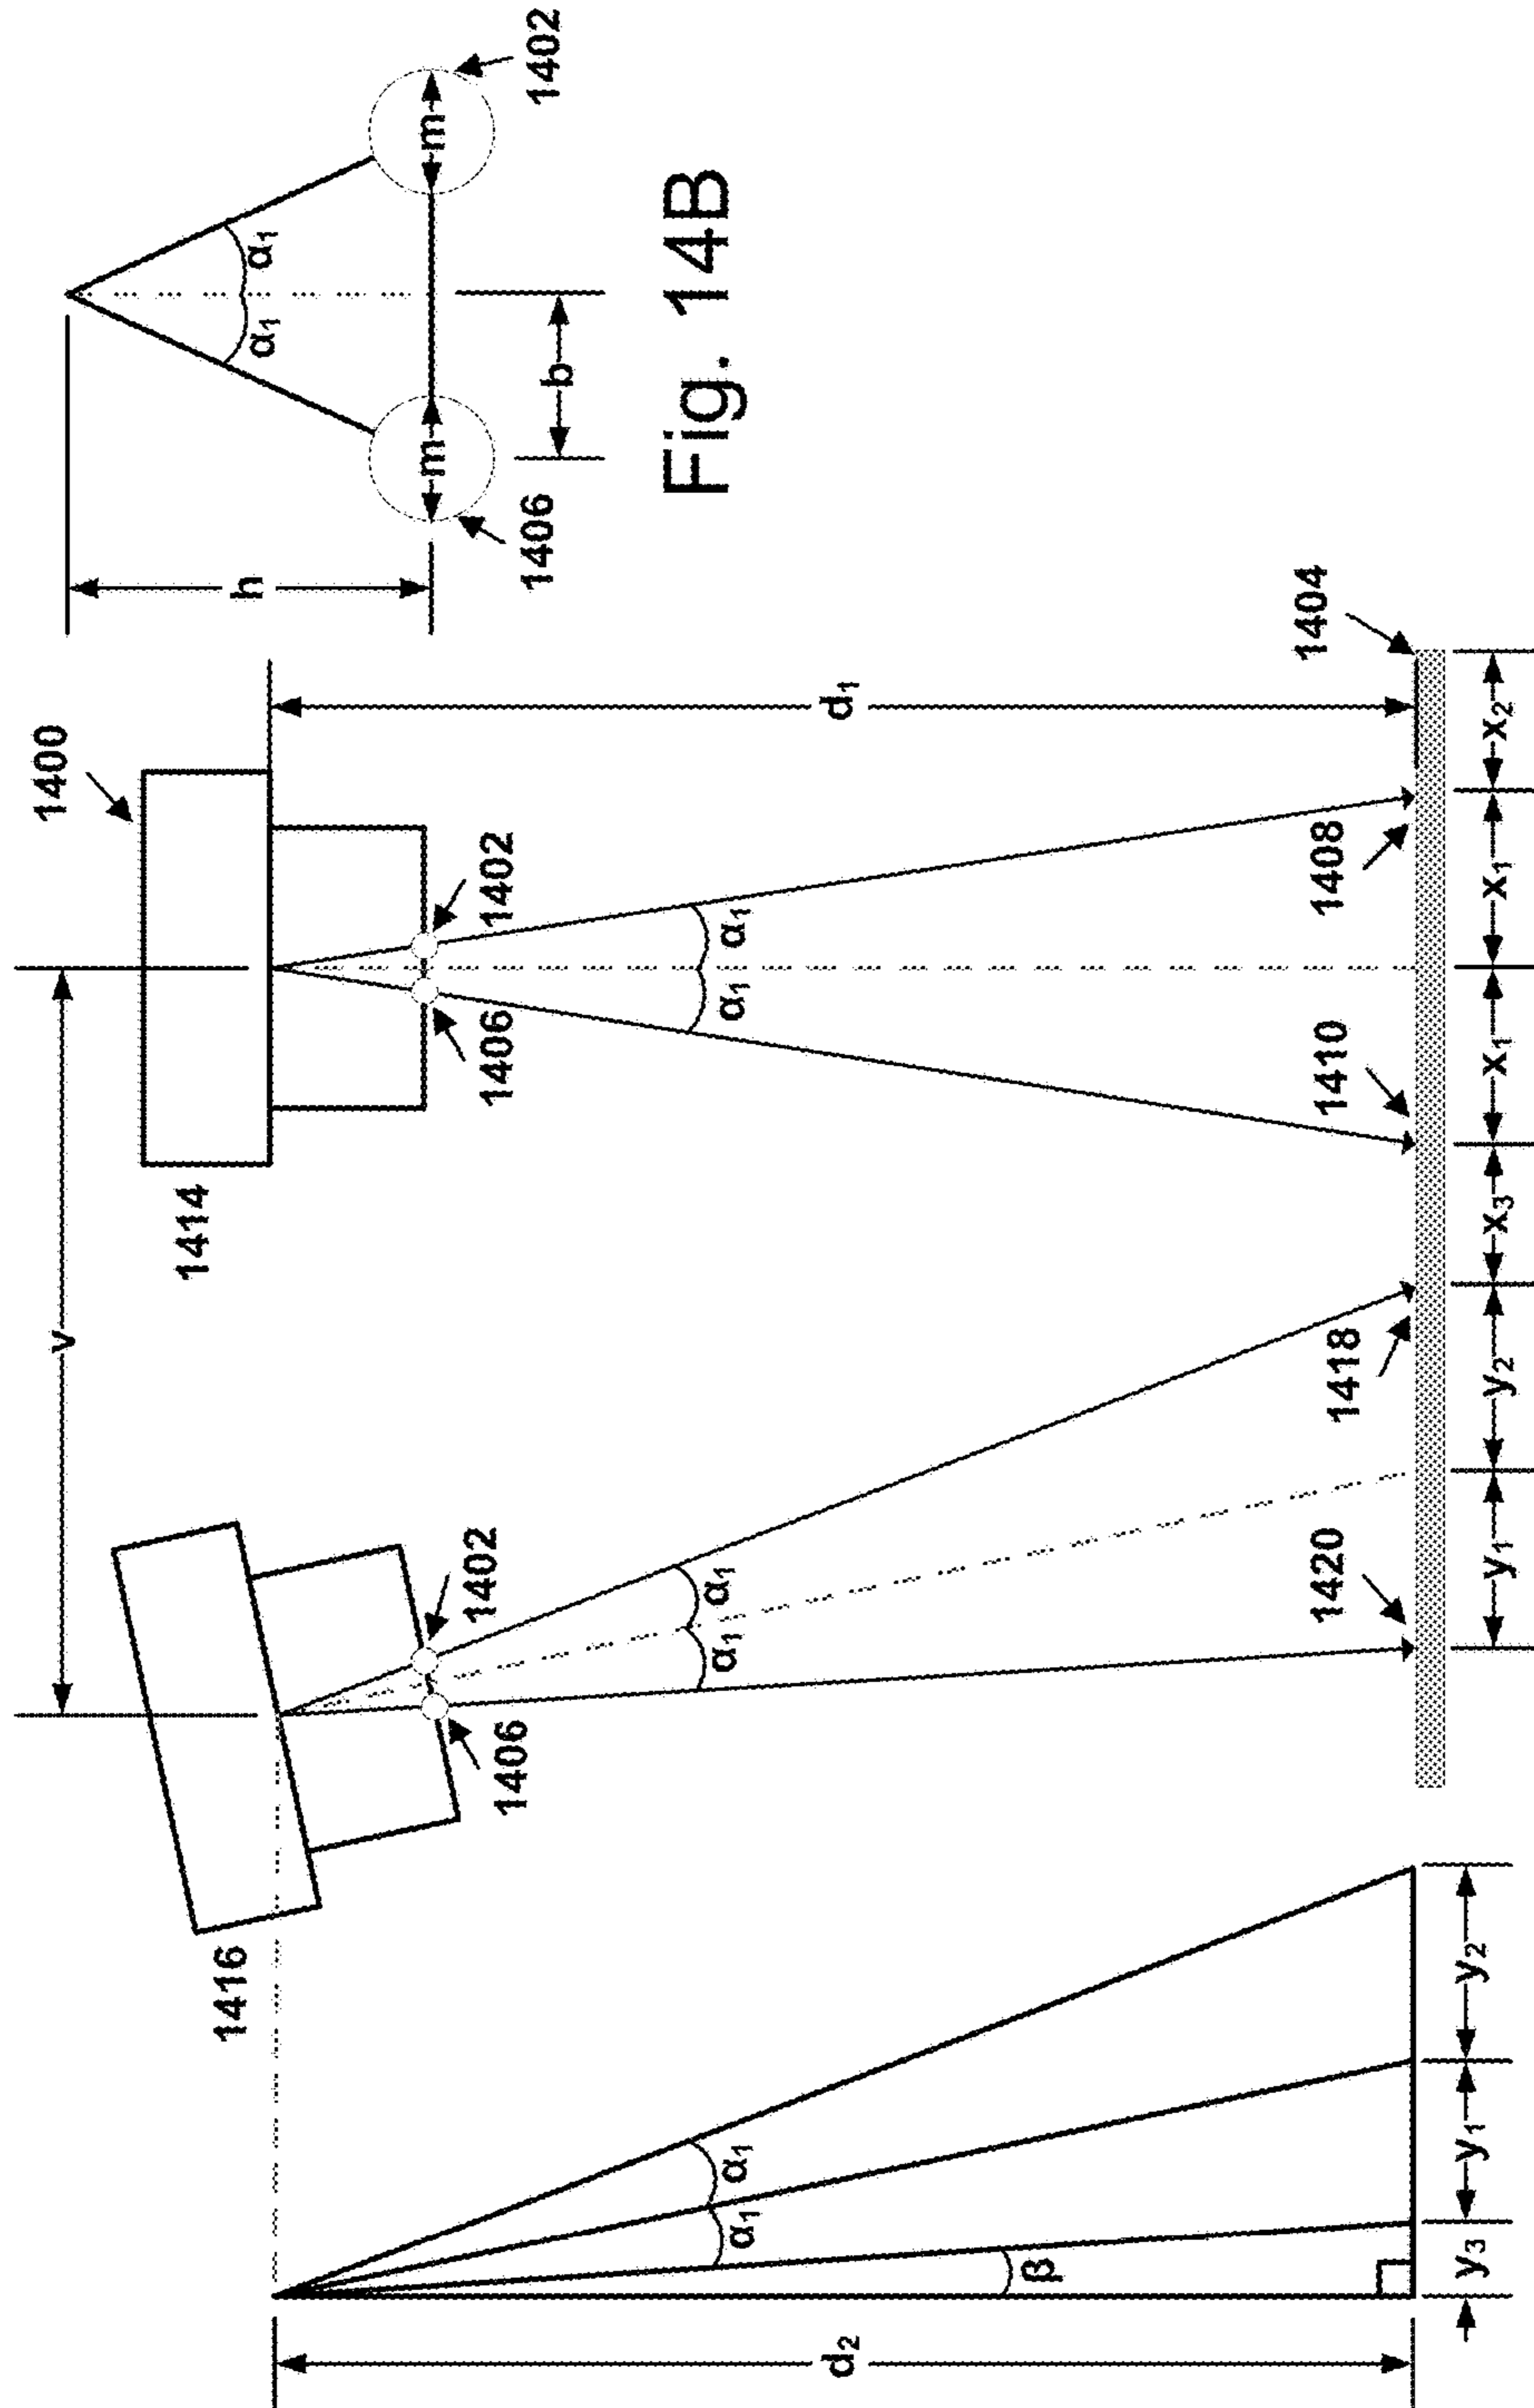 v
1400
1414
1416
h
α₁ α₁
m m
1402
1406
1406
1402
1406
1402
b
Fig. 14B
α₁ α₁
α₁ α₁
α₁ α₁
d₂
d₁
β
1420
1418
1410
1408
1404
y₃ y₁ y₂
y₁ y₂ x₃ x₁ x₁ x₂